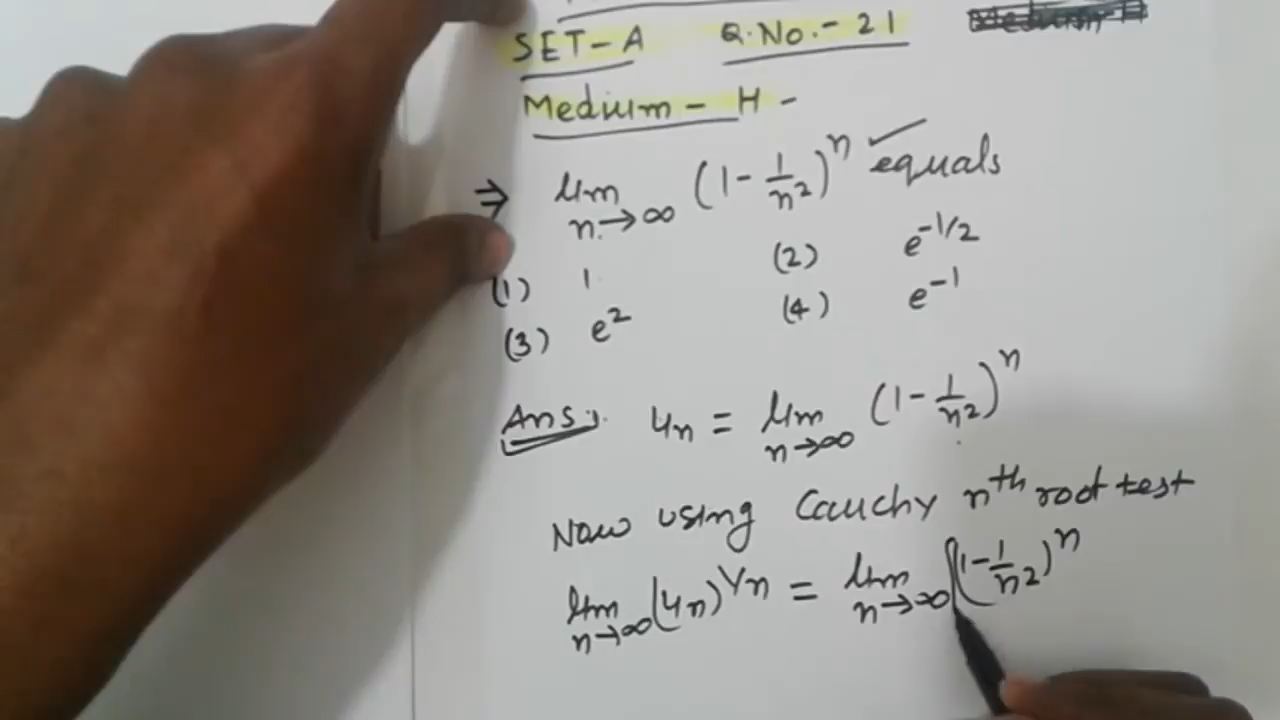 SET-A Q.No.- 21
Medium - H -
⇒ lim n→∞ (1 - 1/n²)ⁿ ✓ equals
(1) 1 (2) e^-1/2
(3) e² (4) e^-1
Ans: un = lim n→∞ (1 - 1/n²)ⁿ
Now using Cauchy nth root test
lim n→∞ (un)^1/n = lim n→∞ [(1 - 1/n²)ⁿ